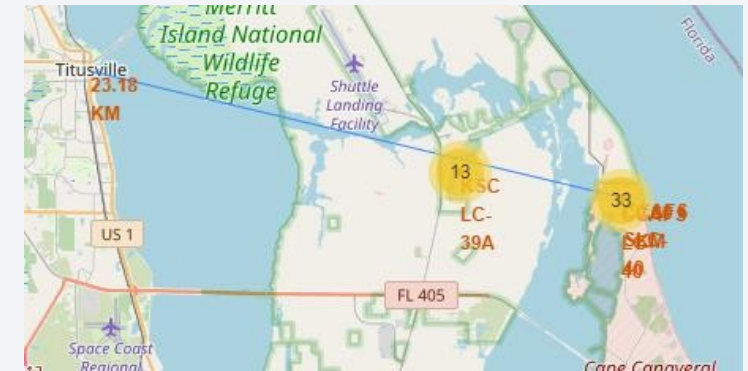 Merritt
Island National
Wildlife
Refuge
Florida
Titusville
23.18
KM
Shuttle
Landing
Facility
13
KSC
LC-
39A
33
40
US 1
FL 405
Space Coast
Regional
Cape Canaveral